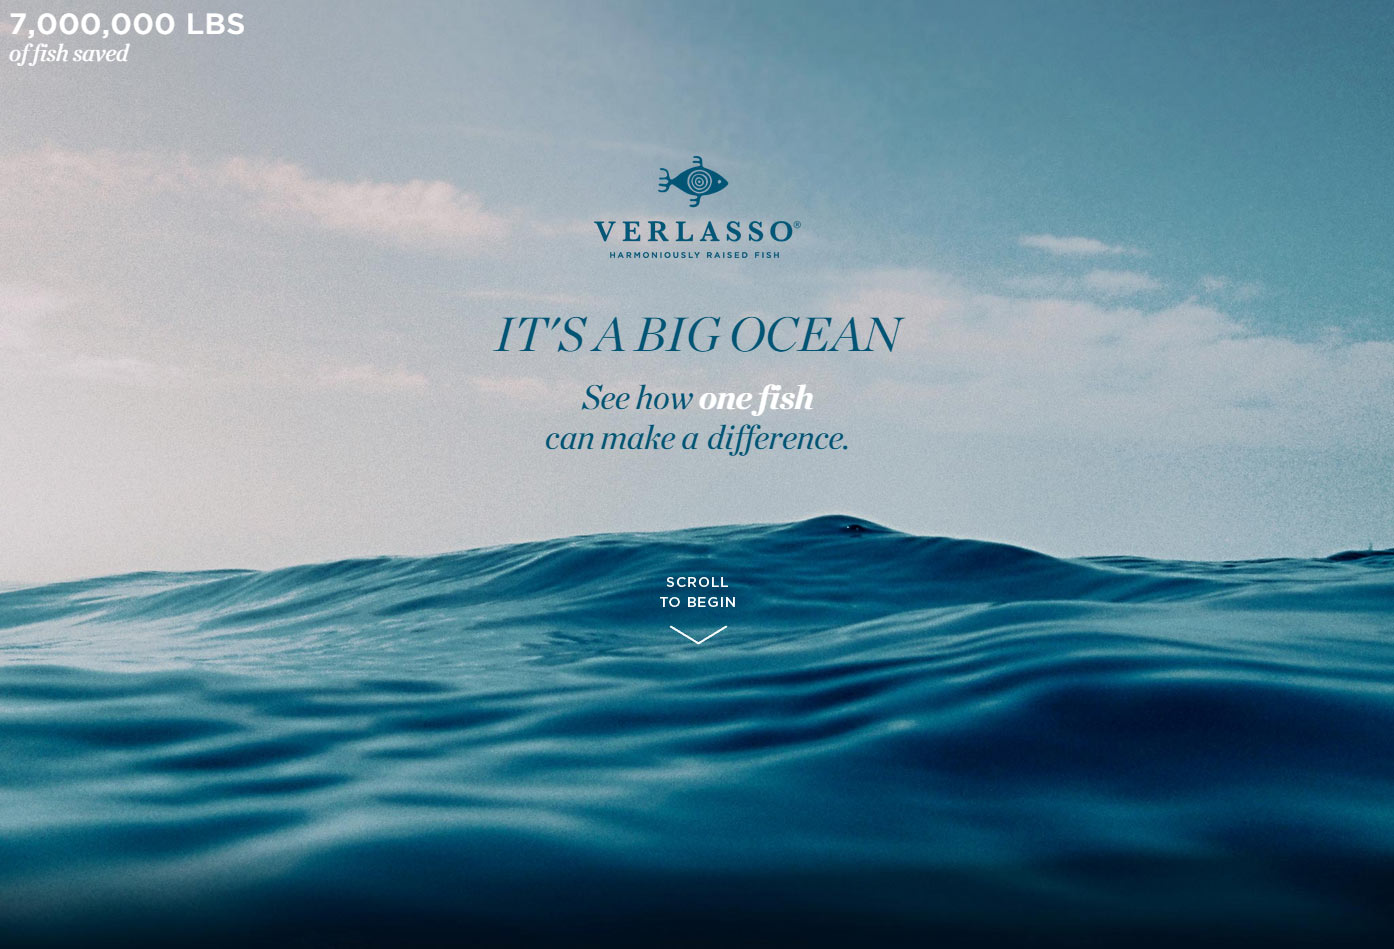 7,000,000 LBS
of fish saved
VERLASSO®
HARMONIOUSLY RAISED FISH
IT'S A BIG OCEAN
See how one fish
can make a difference.
SCROLL
TO BEGIN